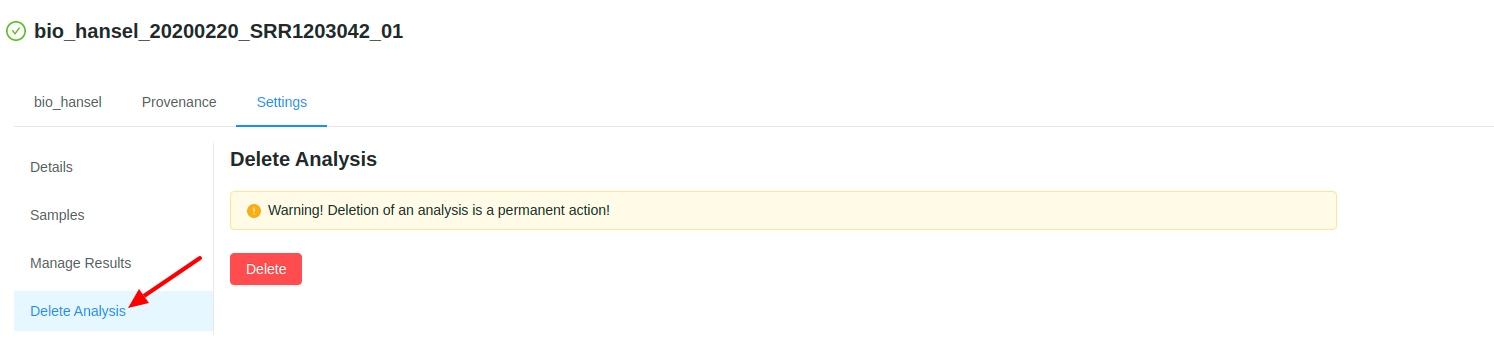 bio_hansel_20200220_SRR1203042_01
bio_hansel Provenance Settings
Details
Samples
Manage Results
Delete Analysis
Delete Analysis
Warning! Deletion of an analysis is a permanent action!
Delete